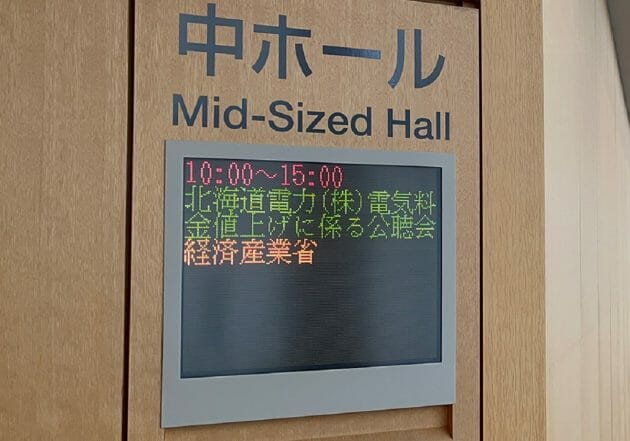 中ホール
Mid-Sized Hall
10:00～15:00
北海道電力(株)電気料
金値上げに係る公聴会
経済産業省